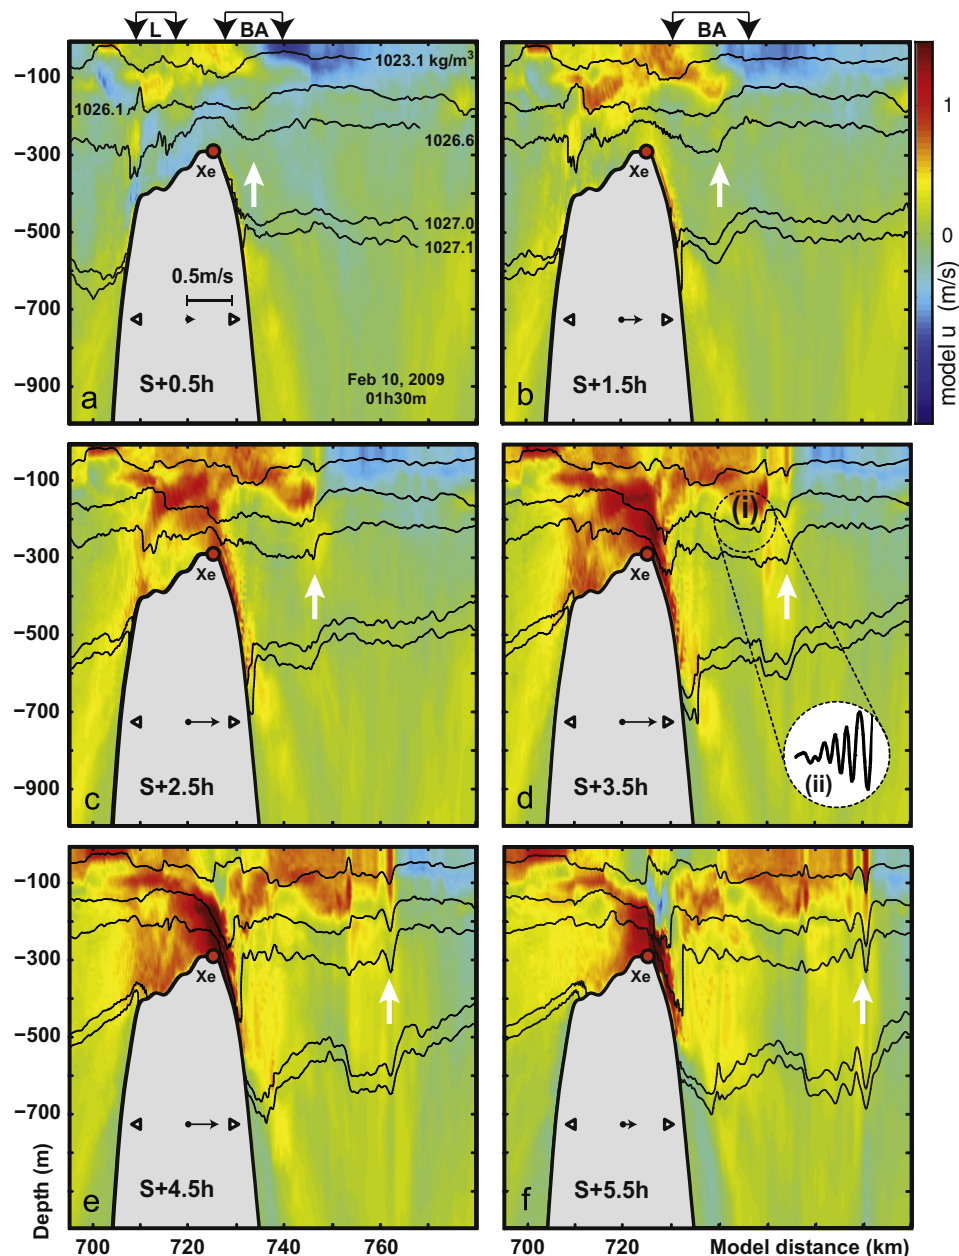 L BA BA
−100
−300
−500
−700
−900
1023.1 kg/m³
1026.1
1026.6
Xe
1027.0
1027.1
0.5m/s
S+0.5h
Feb 10, 2009
01h30m
a
Xe
S+1.5h
b
1
0
−1
model u (m/s)
−100
−300
−500
−700
−900
Xe
S+2.5h
c
(i)
Xe
(ii)
S+3.5h
d
−100
−300
−500
−700
Depth (m)
Xe
S+4.5h
e
Xe
S+5.5h
f
700 720 740 760
700 720 Model distance (km)